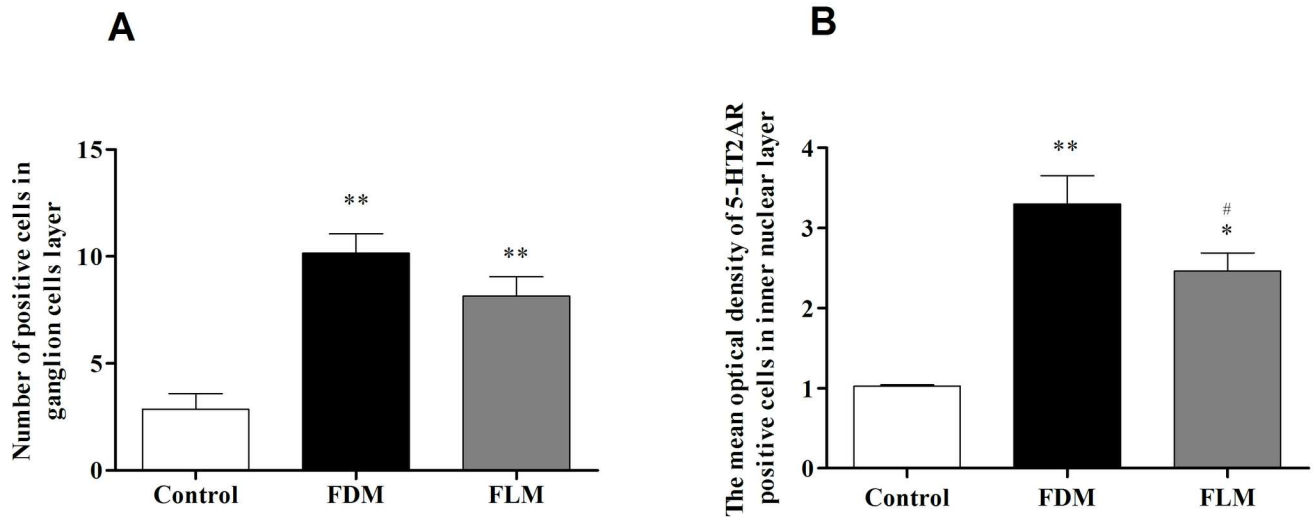 A
Number of positive cells in
ganglion cells layer
15
10
5
0
**
**
Control FDM FLM
B
The mean optical density of 5-HT2AR
positive cells in inner nuclear layer
4
3
2
1
0
**
#
*
Control FDM FLM